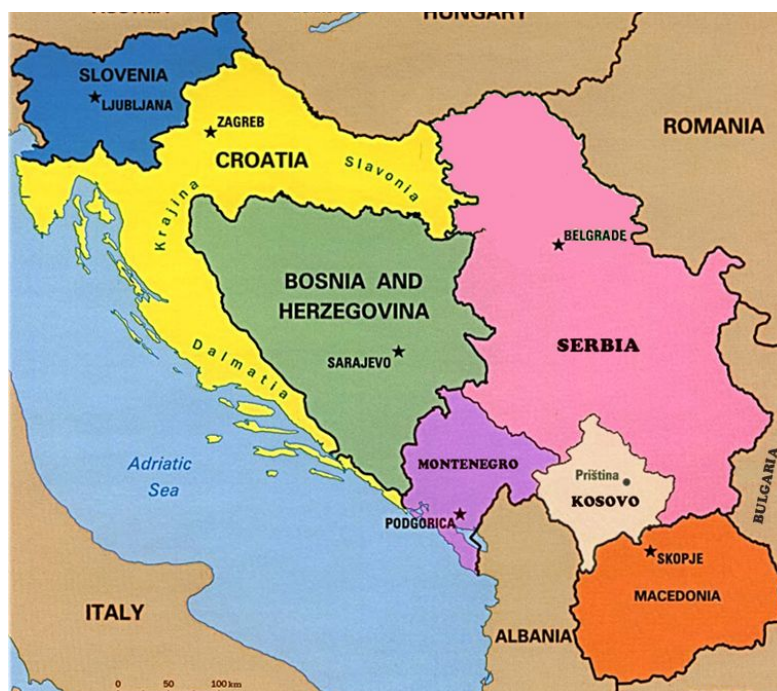 AUSTRIA
HUNGARY
SLOVENIA
LJUBLJANA
ZAGREB
CROATIA
Slavonia
Krajina
ROMANIA
BELGRADE
BOSNIA AND
HERZEGOVINA
SARAJEVO
SERBIA
Dalmatia
Adriatic
Sea
MONTENEGRO
Priština
KOSOVO
BULGARIA
PODGORICA
SKOPJE
MACEDONIA
ITALY
ALBANIA
0 50 100 km